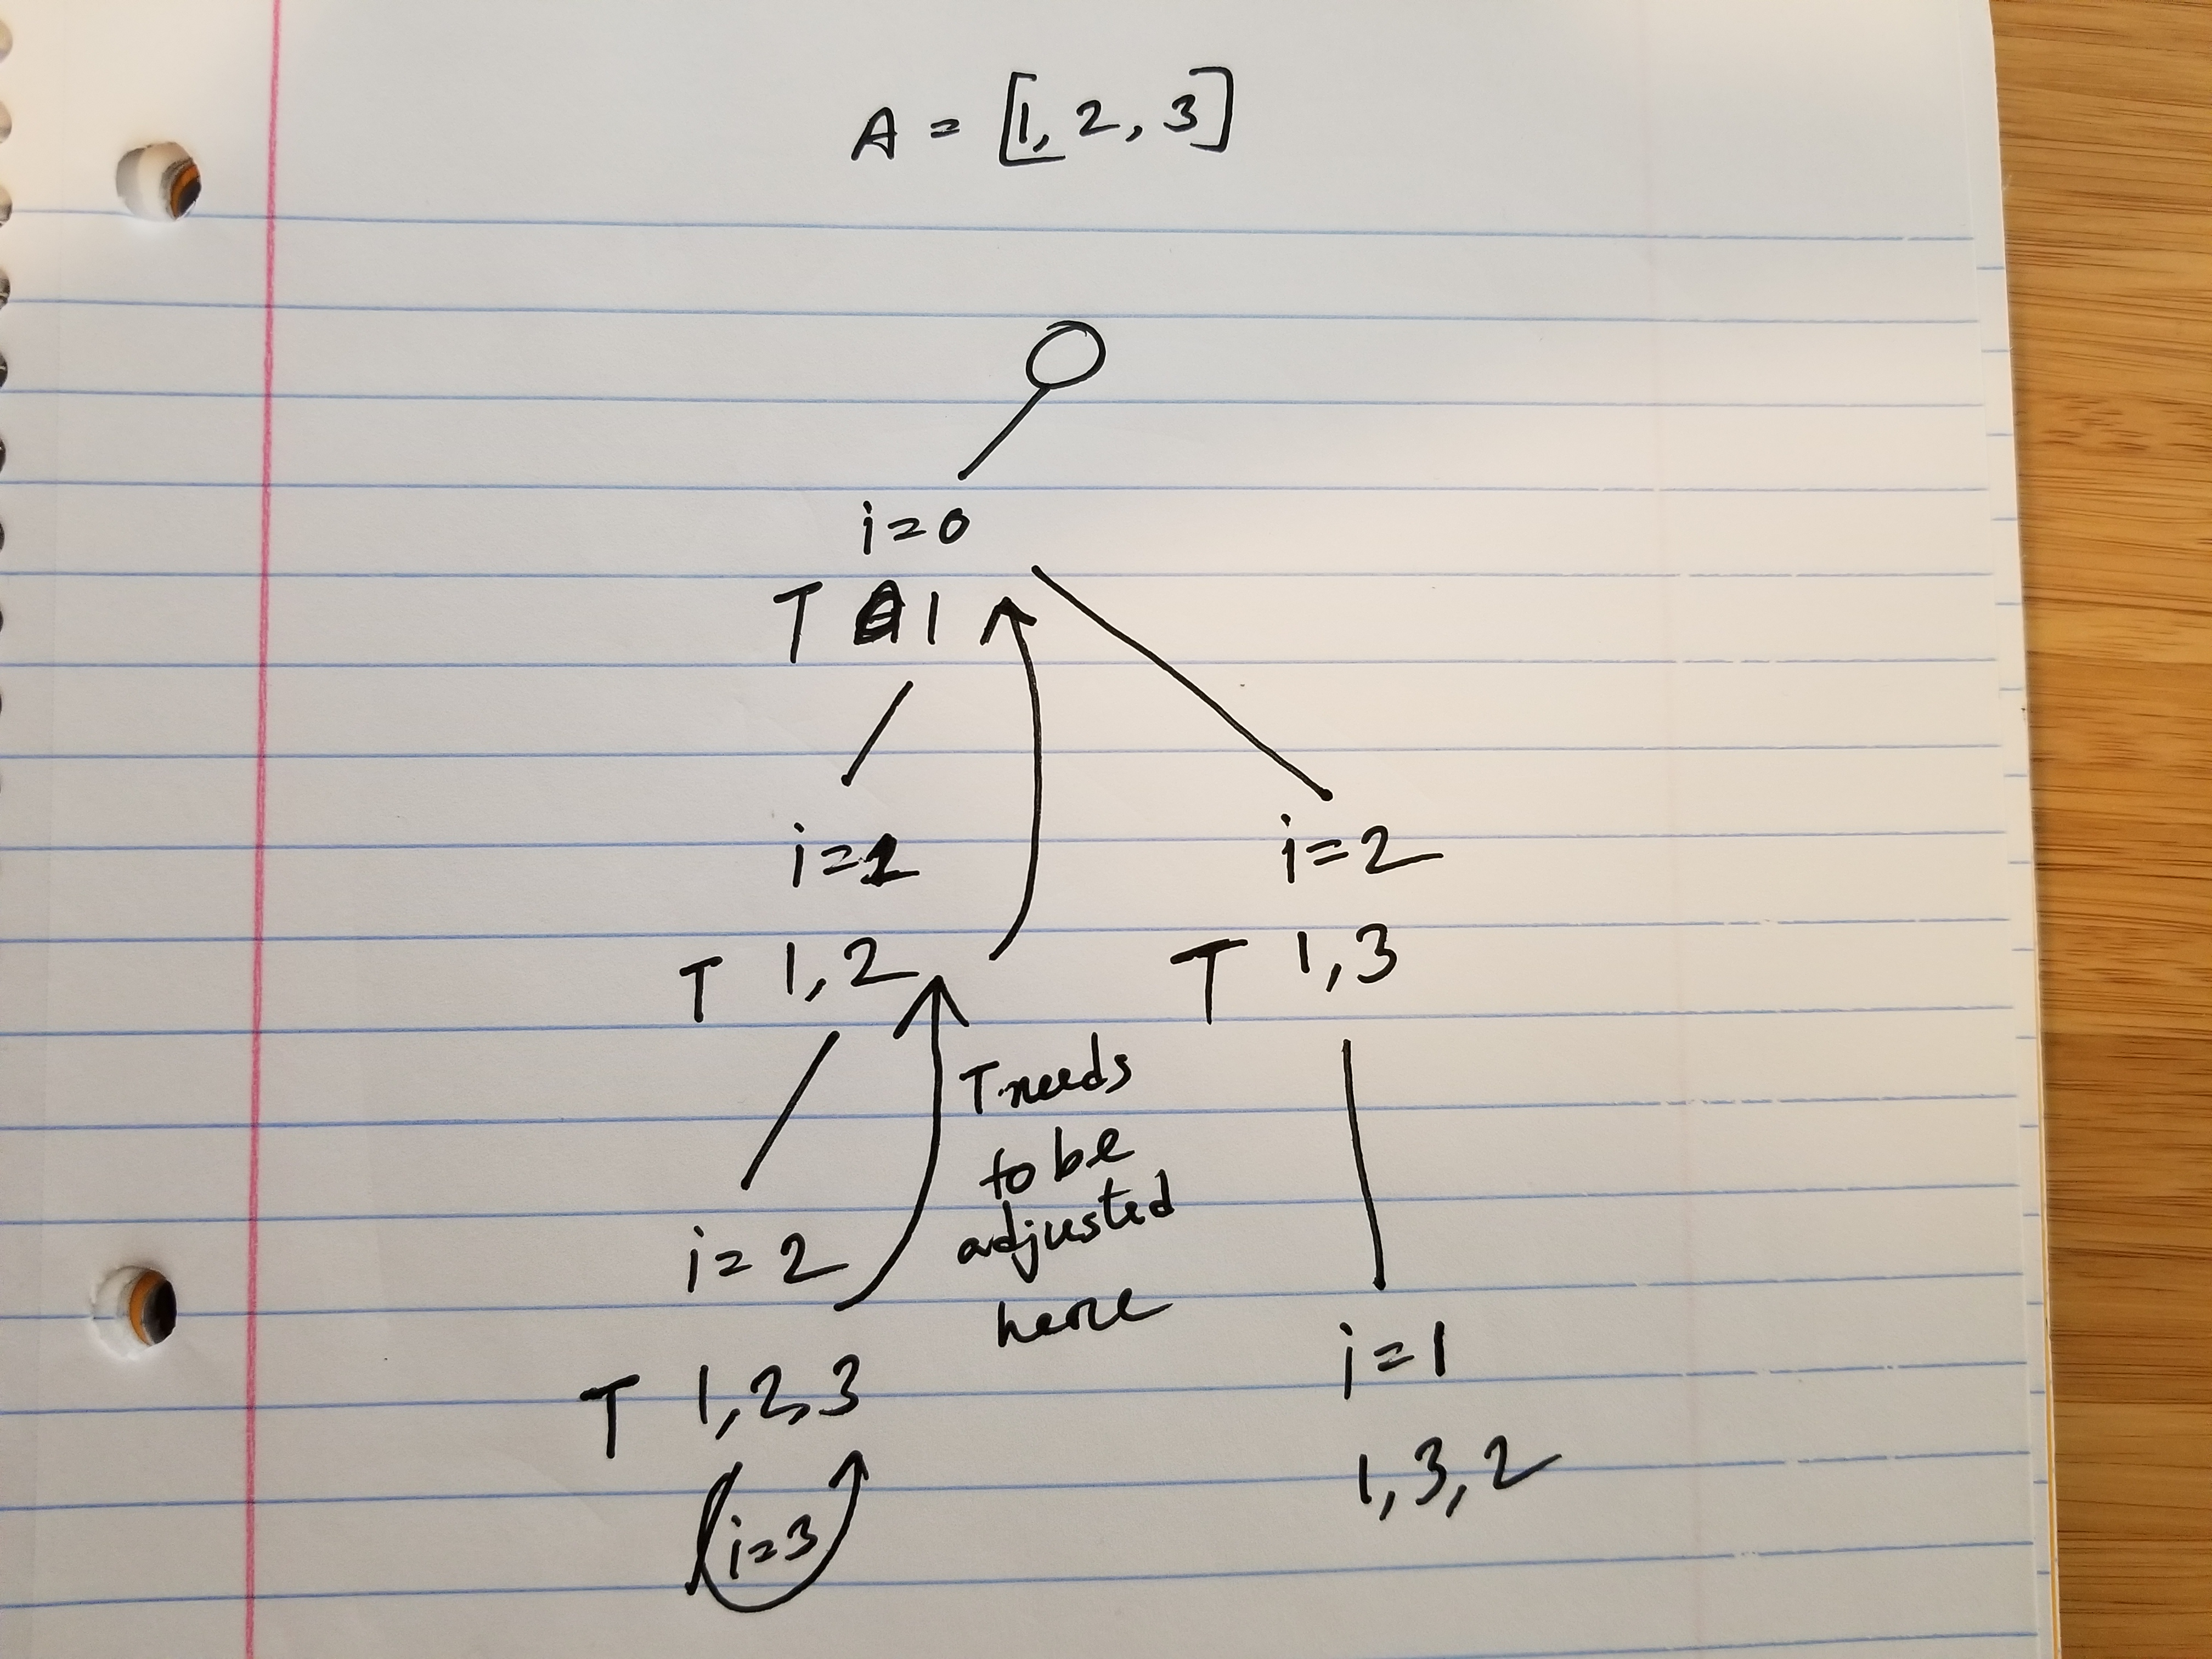 A = [1, 2, 3]
i=0
T 1
i=1 i=2
T 1,2 T 1,3
T needs
to be
adjusted
here
i=2
i=1
T 1,2,3
1,3,2
i=3